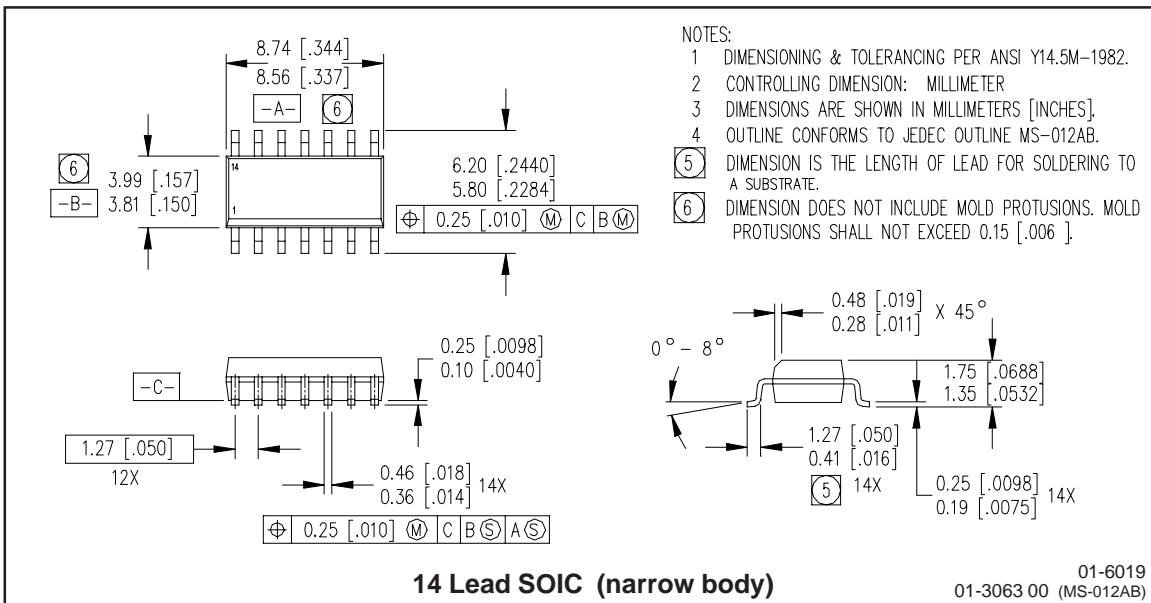 8.74 [.344]
8.56 [.337]
-A- 6
6
3.99 [.157]
3.81 [.150]
-B-
14
1
6.20 [.2440]
5.80 [.2284]
⌖ 0.25 [.010] Ⓜ C B Ⓜ
NOTES:
1 DIMENSIONING & TOLERANCING PER ANSI Y14.5M-1982.
2 CONTROLLING DIMENSION: MILLIMETER
3 DIMENSIONS ARE SHOWN IN MILLIMETERS [INCHES].
4 OUTLINE CONFORMS TO JEDEC OUTLINE MS-012AB.
5 DIMENSION IS THE LENGTH OF LEAD FOR SOLDERING TO
A SUBSTRATE.
6 DIMENSION DOES NOT INCLUDE MOLD PROTUSIONS. MOLD
PROTUSIONS SHALL NOT EXCEED 0.15 [.006 ].
-C-
0.25 [.0098]
0.10 [.0040]
1.27 [.050]
12X
0.46 [.018]
0.36 [.014]
14X
⌖ 0.25 [.010] Ⓜ C B Ⓢ A Ⓢ
0.48 [.019]
0.28 [.011]
X 45°
0° - 8°
1.75 [.0688]
1.35 [.0532]
1.27 [.050]
0.41 [.016]
5 14X
0.25 [.0098]
0.19 [.0075]
14X
14 Lead SOIC (narrow body)
01-6019
01-3063 00 (MS-012AB)